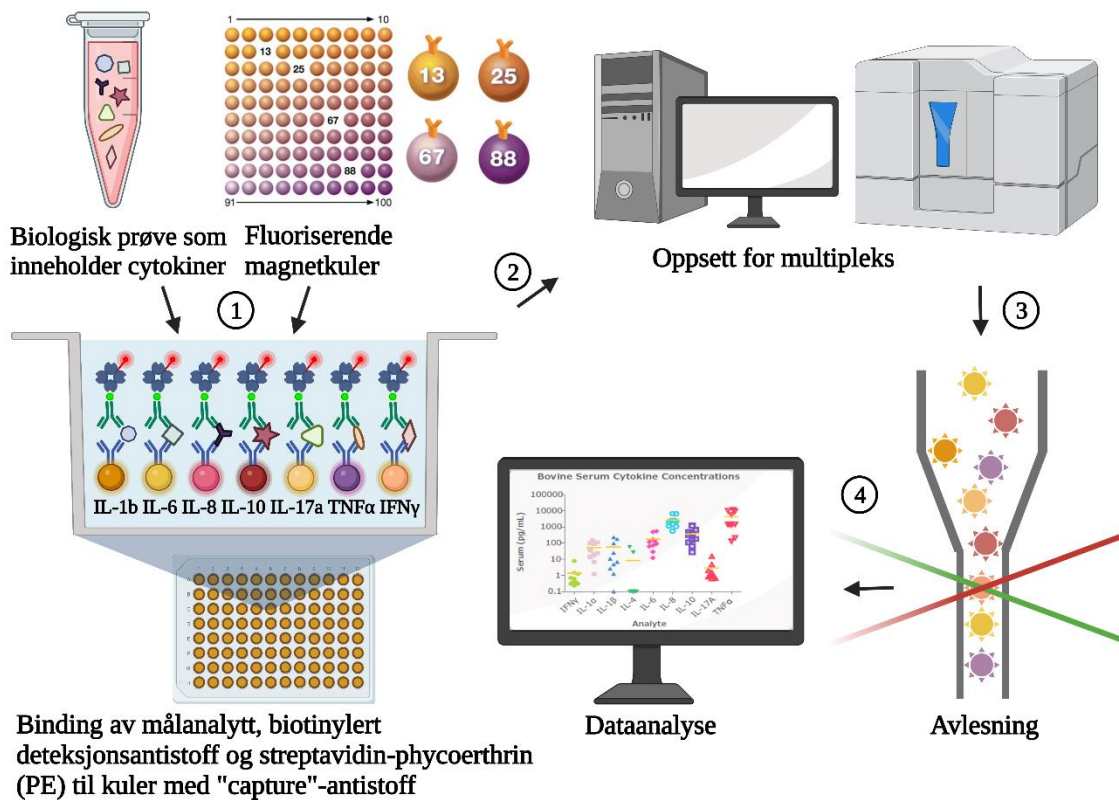 1
10
13
25
67
88
91
100
13
25
67
88
Biologisk prøve som
inneholder cytokiner
Fluoriserende
magnetkuler
1
2
Oppsett for multipleks
3
IL-1b IL-6 IL-8 IL-10 IL-17a TNFα IFNγ
Binding av målanalytt, biotinylert
deteksjonsantistoff og streptavidin-phycoerthrin
(PE) til kuler med "capture"-antistoff
Bovine Serum Cytokine Concentrations
Serum (pg/mL)
100000
10000
1000
100
10
1
0.1
IFNγ
IL-1α
IL-1β
IL-4
IL-6
IL-8
IL-10
IL-17A
TNFα
Analyte
Dataanalyse
4
Avlesning